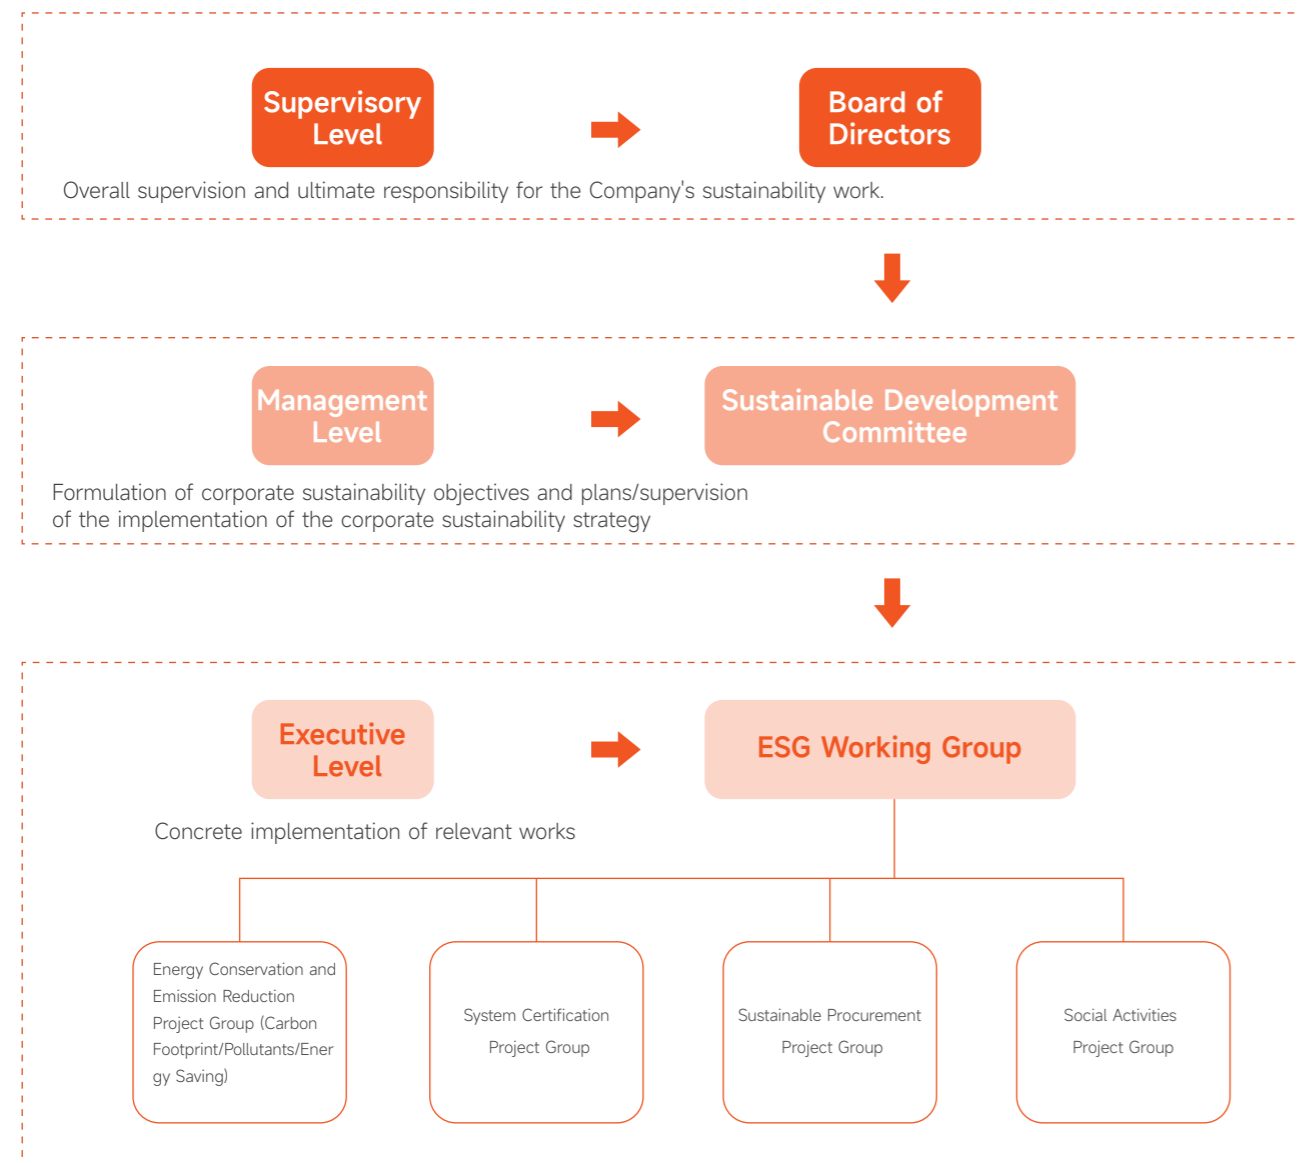 Supervisory
Level
Board of
Directors
Overall supervision and ultimate responsibility for the Company's sustainability work.
Management
Level
Sustainable Development
Committee
Formulation of corporate sustainability objectives and plans/supervision
of the implementation of the corporate sustainability strategy
Executive
Level
ESG Working Group
Concrete implementation of relevant works
Energy Conservation and
Emission Reduction
Project Group (Carbon
Footprint/Pollutants/Ener
gy Saving)
System Certification
Project Group
Sustainable Procurement
Project Group
Social Activities
Project Group